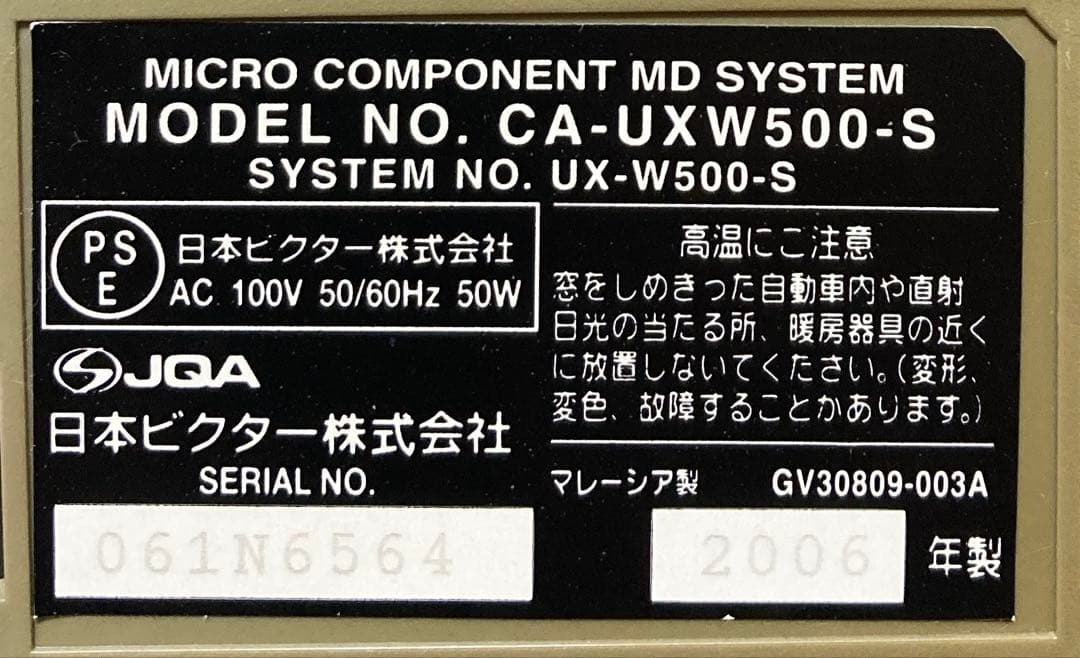 MICRO COMPONENT MD SYSTEM
MODEL NO. CA-UXW500-S
SYSTEM NO. UX-W500-S
PS
E
日本ビクター株式会社
AC 100V 50/60Hz 50W
JQA
日本ビクター株式会社
SERIAL NO.
061N6564
高温にご注意
窓をしめきった自動車内や直射
日光の当たる所、暖房器具の近く
に放置しないてください。(変形、
変色、故障することかあります。)
マレーシア製 GV30809-003A
2006 年製